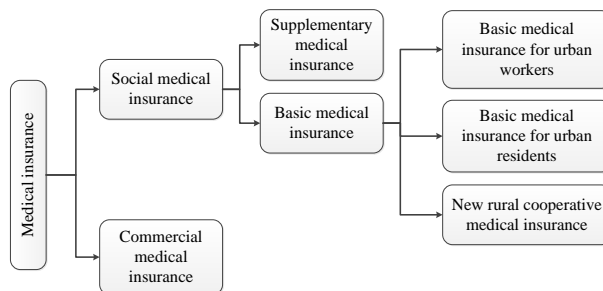 Medical insurance
Social medical
insurance
Commercial
medical
insurance
Supplementary
medical
insurance
Basic medical
insurance
Basic medical
insurance for urban
workers
Basic medical
insurance for urban
residents
New rural cooperative
medical insurance